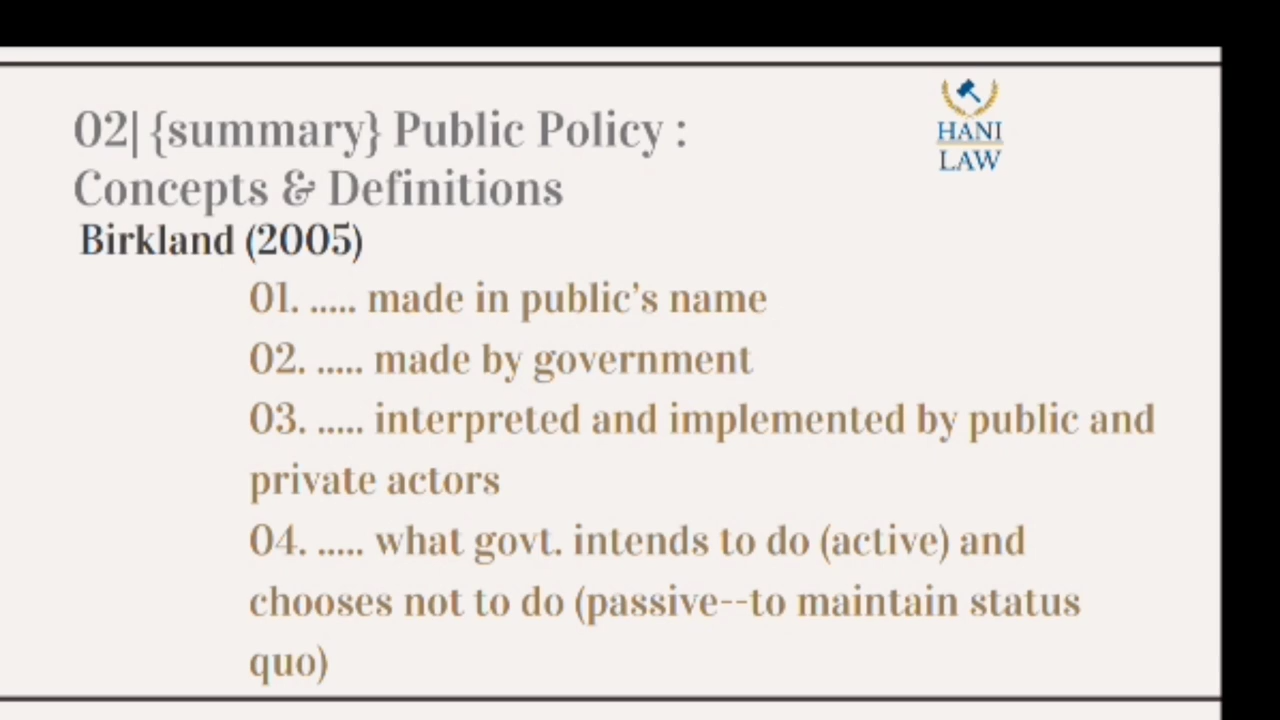 02| {summary} Public Policy :
Concepts & Definitions
HANI
LAW
Birkland (2005)
01. ..... made in public’s name
02. ..... made by government
03. ..... interpreted and implemented by public and
private actors
04. ..... what govt. intends to do (active) and
chooses not to do (passive--to maintain status
quo)